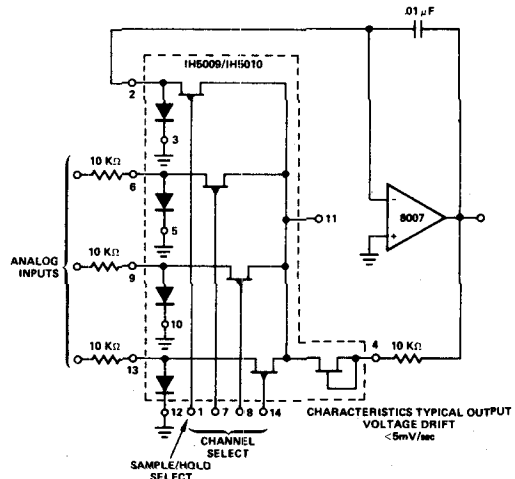 .01 µF
IH5009/IH5010
2
3
10 KΩ
6
5
8007
-
+
11
ANALOG
INPUTS
10 KΩ
9
10
10 KΩ
13
4
10 KΩ
12
1
7
8
14
CHANNEL
SELECT
SAMPLE/HOLD
SELECT
CHARACTERISTICS TYPICAL OUTPUT
VOLTAGE DRIFT
<5mV/sec